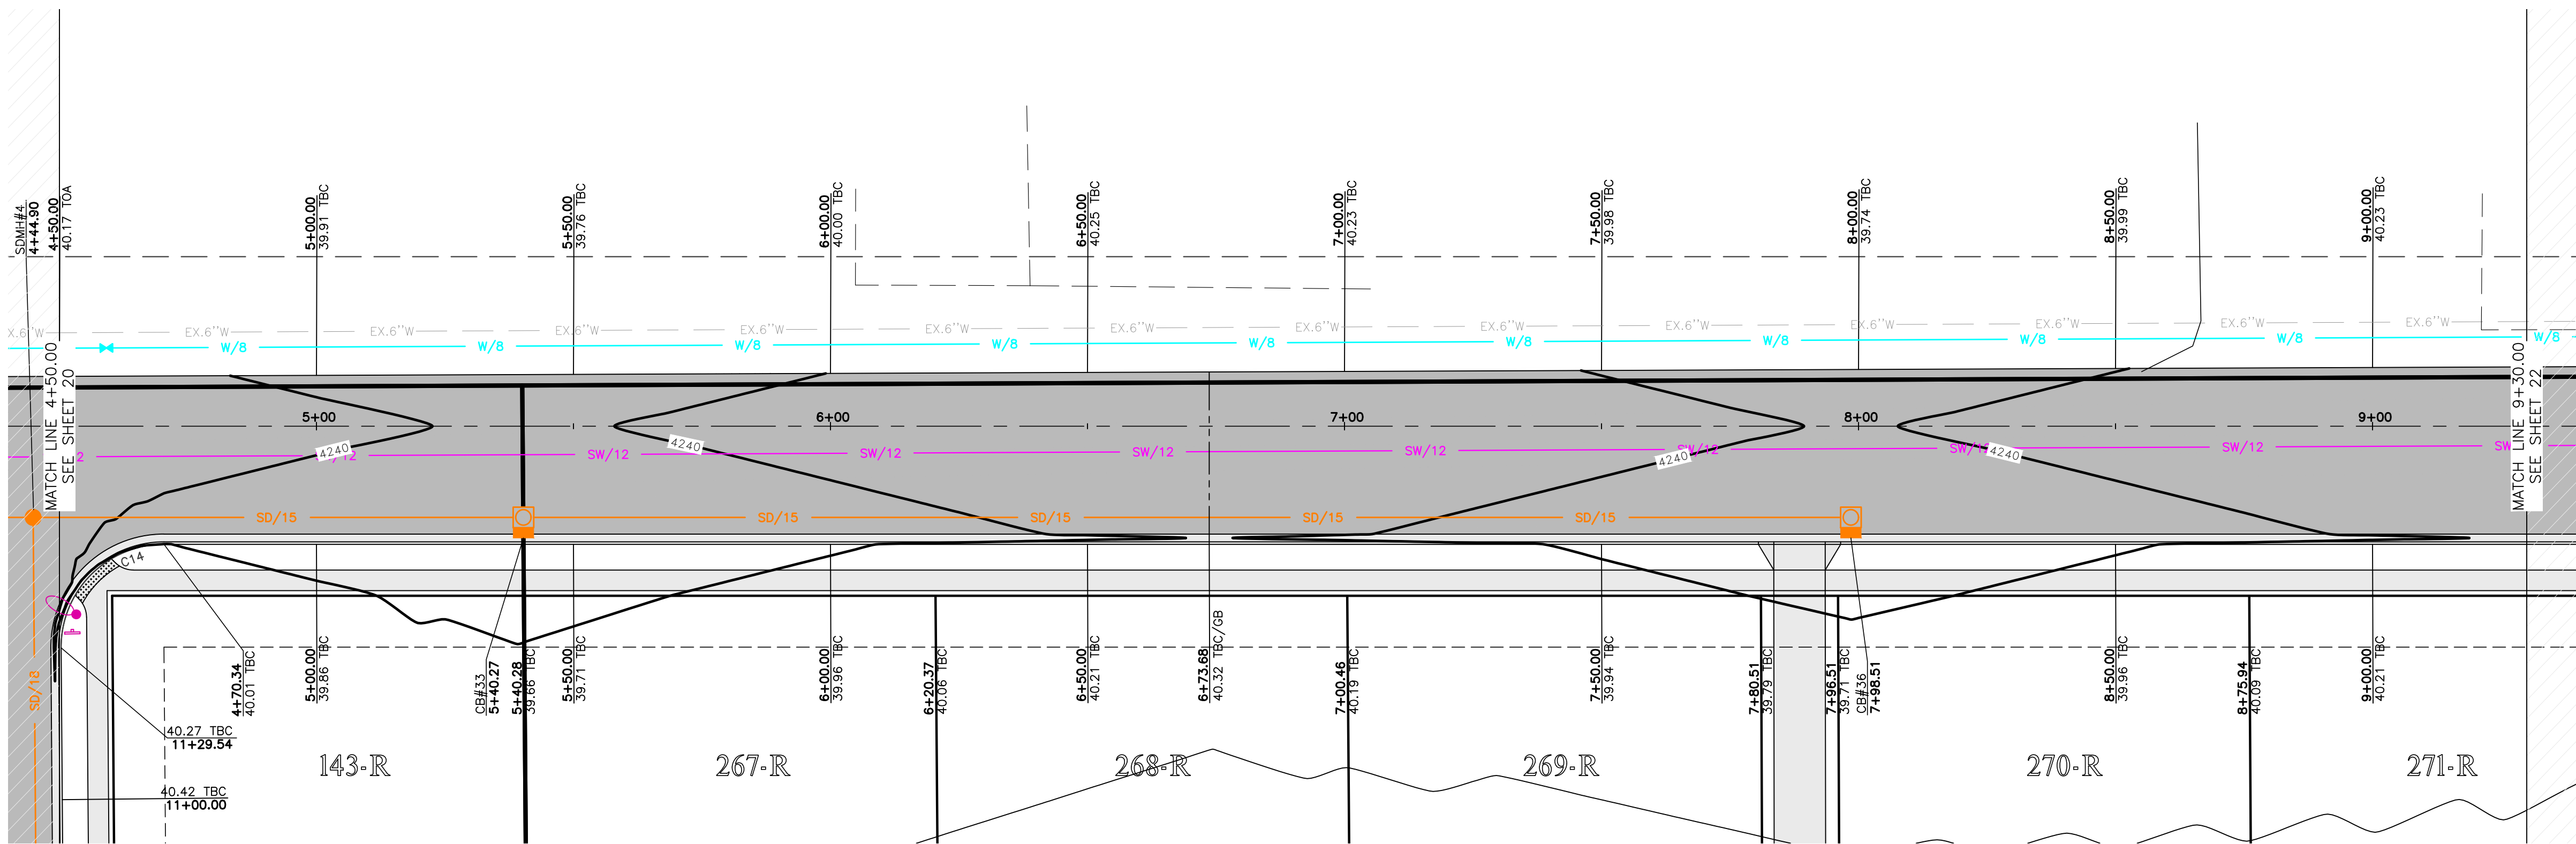 SDMH#4
4+44.90
4+50.00
40.17 TOA
5+00.00
39.91 TBC
5+50.00
39.76 TBC
6+00.00
40.00 TBC
6+50.00
40.25 TBC
7+00.00
40.23 TBC
7+50.00
39.98 TBC
8+00.00
39.74 TBC
8+50.00
39.99 TBC
9+00.00
40.23 TBC
X.6''W
EX.6''W
EX.6''W
EX.6''W
EX.6''W
EX.6''W
EX.6''W
EX.6''W
EX.6''W
EX.6''W
EX.6''W
EX.6''W
EX.6''W
EX.6''W
W/8
W/8
W/8
W/8
W/8
W/8
W/8
W/8
W/8
W/8
MATCH LINE 4+50.00
SEE SHEET 20
MATCH LINE 9+30.00
SEE SHEET 22
5+00
6+00
7+00
8+00
9+00
4240
4240
4240
4240
2
/12
SW/12
SW/12
SW/12
SW/12
SW/12
SW/1
SW/12
SW
SD/15
SD/15
SD/15
SD/15
SD/15
C14
SD/18
4+70.34
40.01 TBC
5+00.00
39.86 TBC
CB#33
5+40.27
5+40.28
39.66 TBC
5+50.00
39.71 TBC
6+00.00
39.96 TBC
6+20.37
40.06 TBC
6+50.00
40.21 TBC
6+73.68
40.32 TBC/GB
7+00.46
40.19 TBC
7+50.00
39.94 TBC
7+80.51
39.79 TBC
7+96.51
39.71 TBC
CB#36
7+98.51
8+50.00
39.96 TBC
8+75.94
40.09 TBC
9+00.00
40.21 TBC
40.27 TBC
11+29.54
40.42 TBC
11+00.00
143-R
267-R
268-R
269-R
270-R
271-R